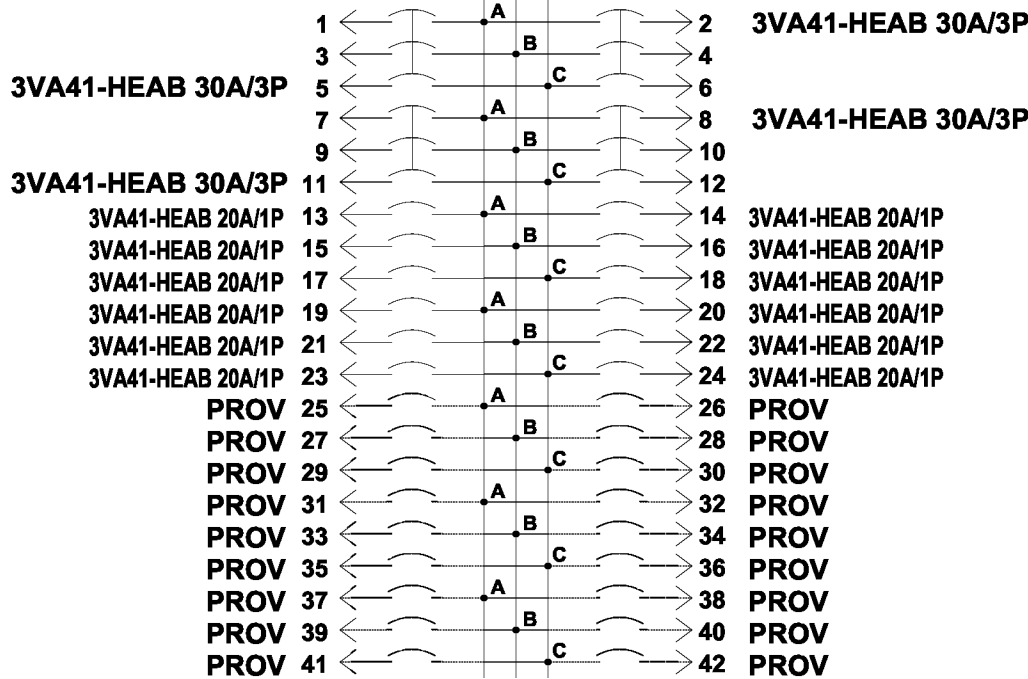 1 A 2 3VA41-HEAB 30A/3P
3 B 4
3VA41-HEAB 30A/3P 5 C 6
7 A 8 3VA41-HEAB 30A/3P
9 B 10
3VA41-HEAB 30A/3P 11 C 12
3VA41-HEAB 20A/1P 13 A 14 3VA41-HEAB 20A/1P
3VA41-HEAB 20A/1P 15 B 16 3VA41-HEAB 20A/1P
3VA41-HEAB 20A/1P 17 C 18 3VA41-HEAB 20A/1P
3VA41-HEAB 20A/1P 19 A 20 3VA41-HEAB 20A/1P
3VA41-HEAB 20A/1P 21 B 22 3VA41-HEAB 20A/1P
3VA41-HEAB 20A/1P 23 C 24 3VA41-HEAB 20A/1P
PROV 25 A 26 PROV
PROV 27 B 28 PROV
PROV 29 C 30 PROV
PROV 31 A 32 PROV
PROV 33 B 34 PROV
PROV 35 C 36 PROV
PROV 37 A 38 PROV
PROV 39 B 40 PROV
PROV 41 C 42 PROV